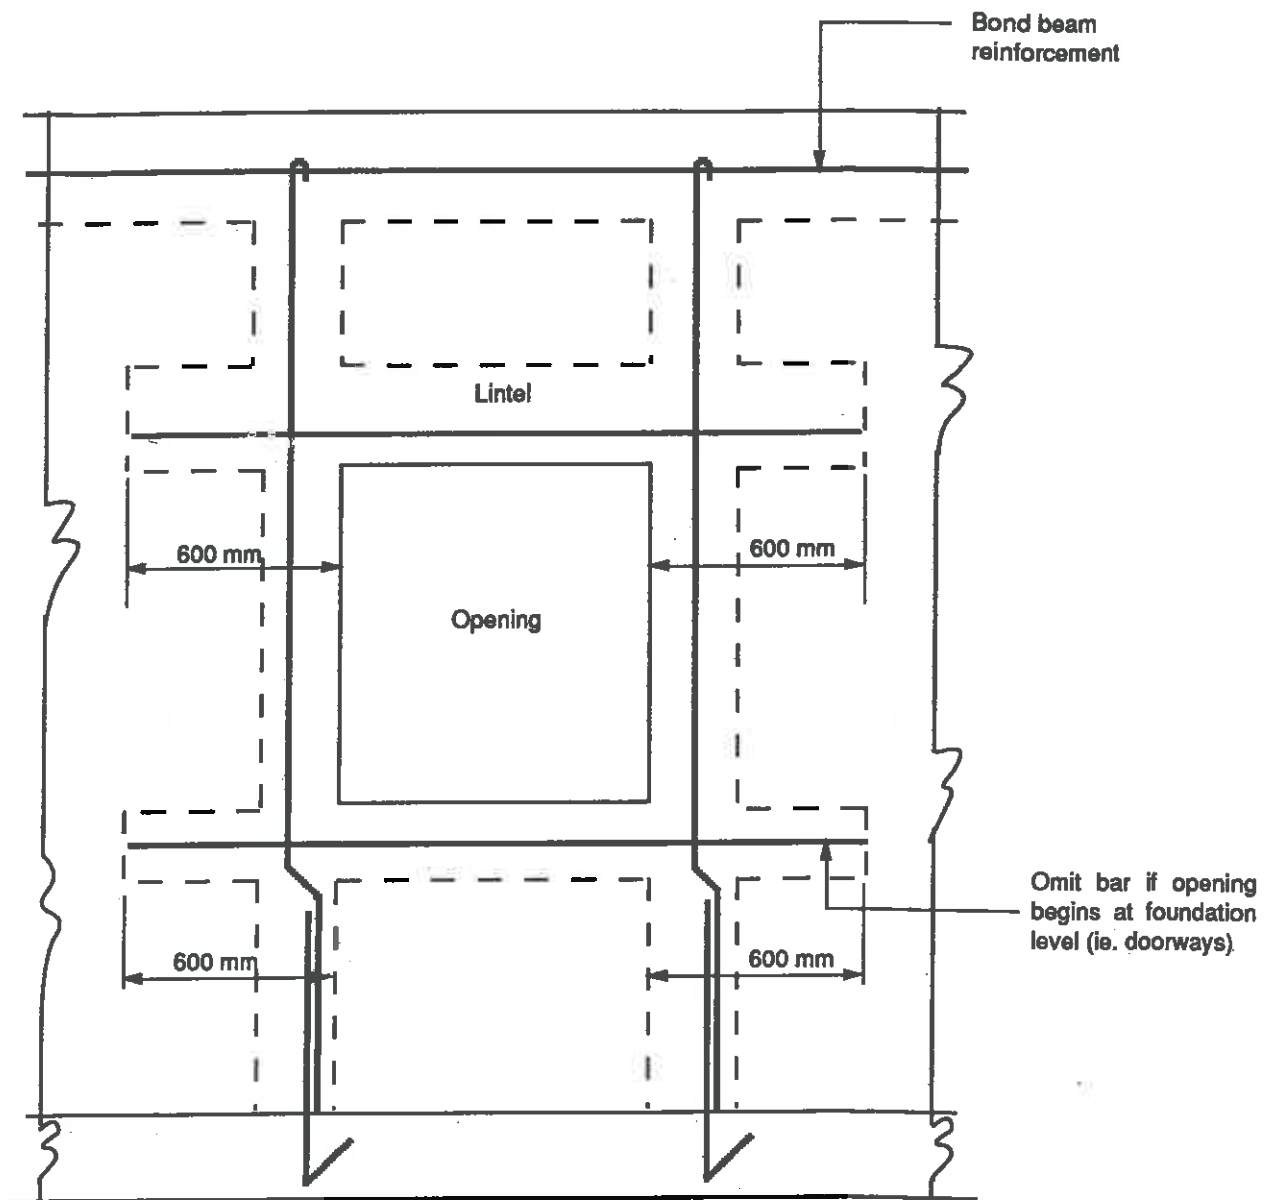 Bond beam
reinforcement
Lintel
600 mm
600 mm
Opening
Omit bar if opening
begins at foundation
level (ie. doorways)
600 mm
600 mm